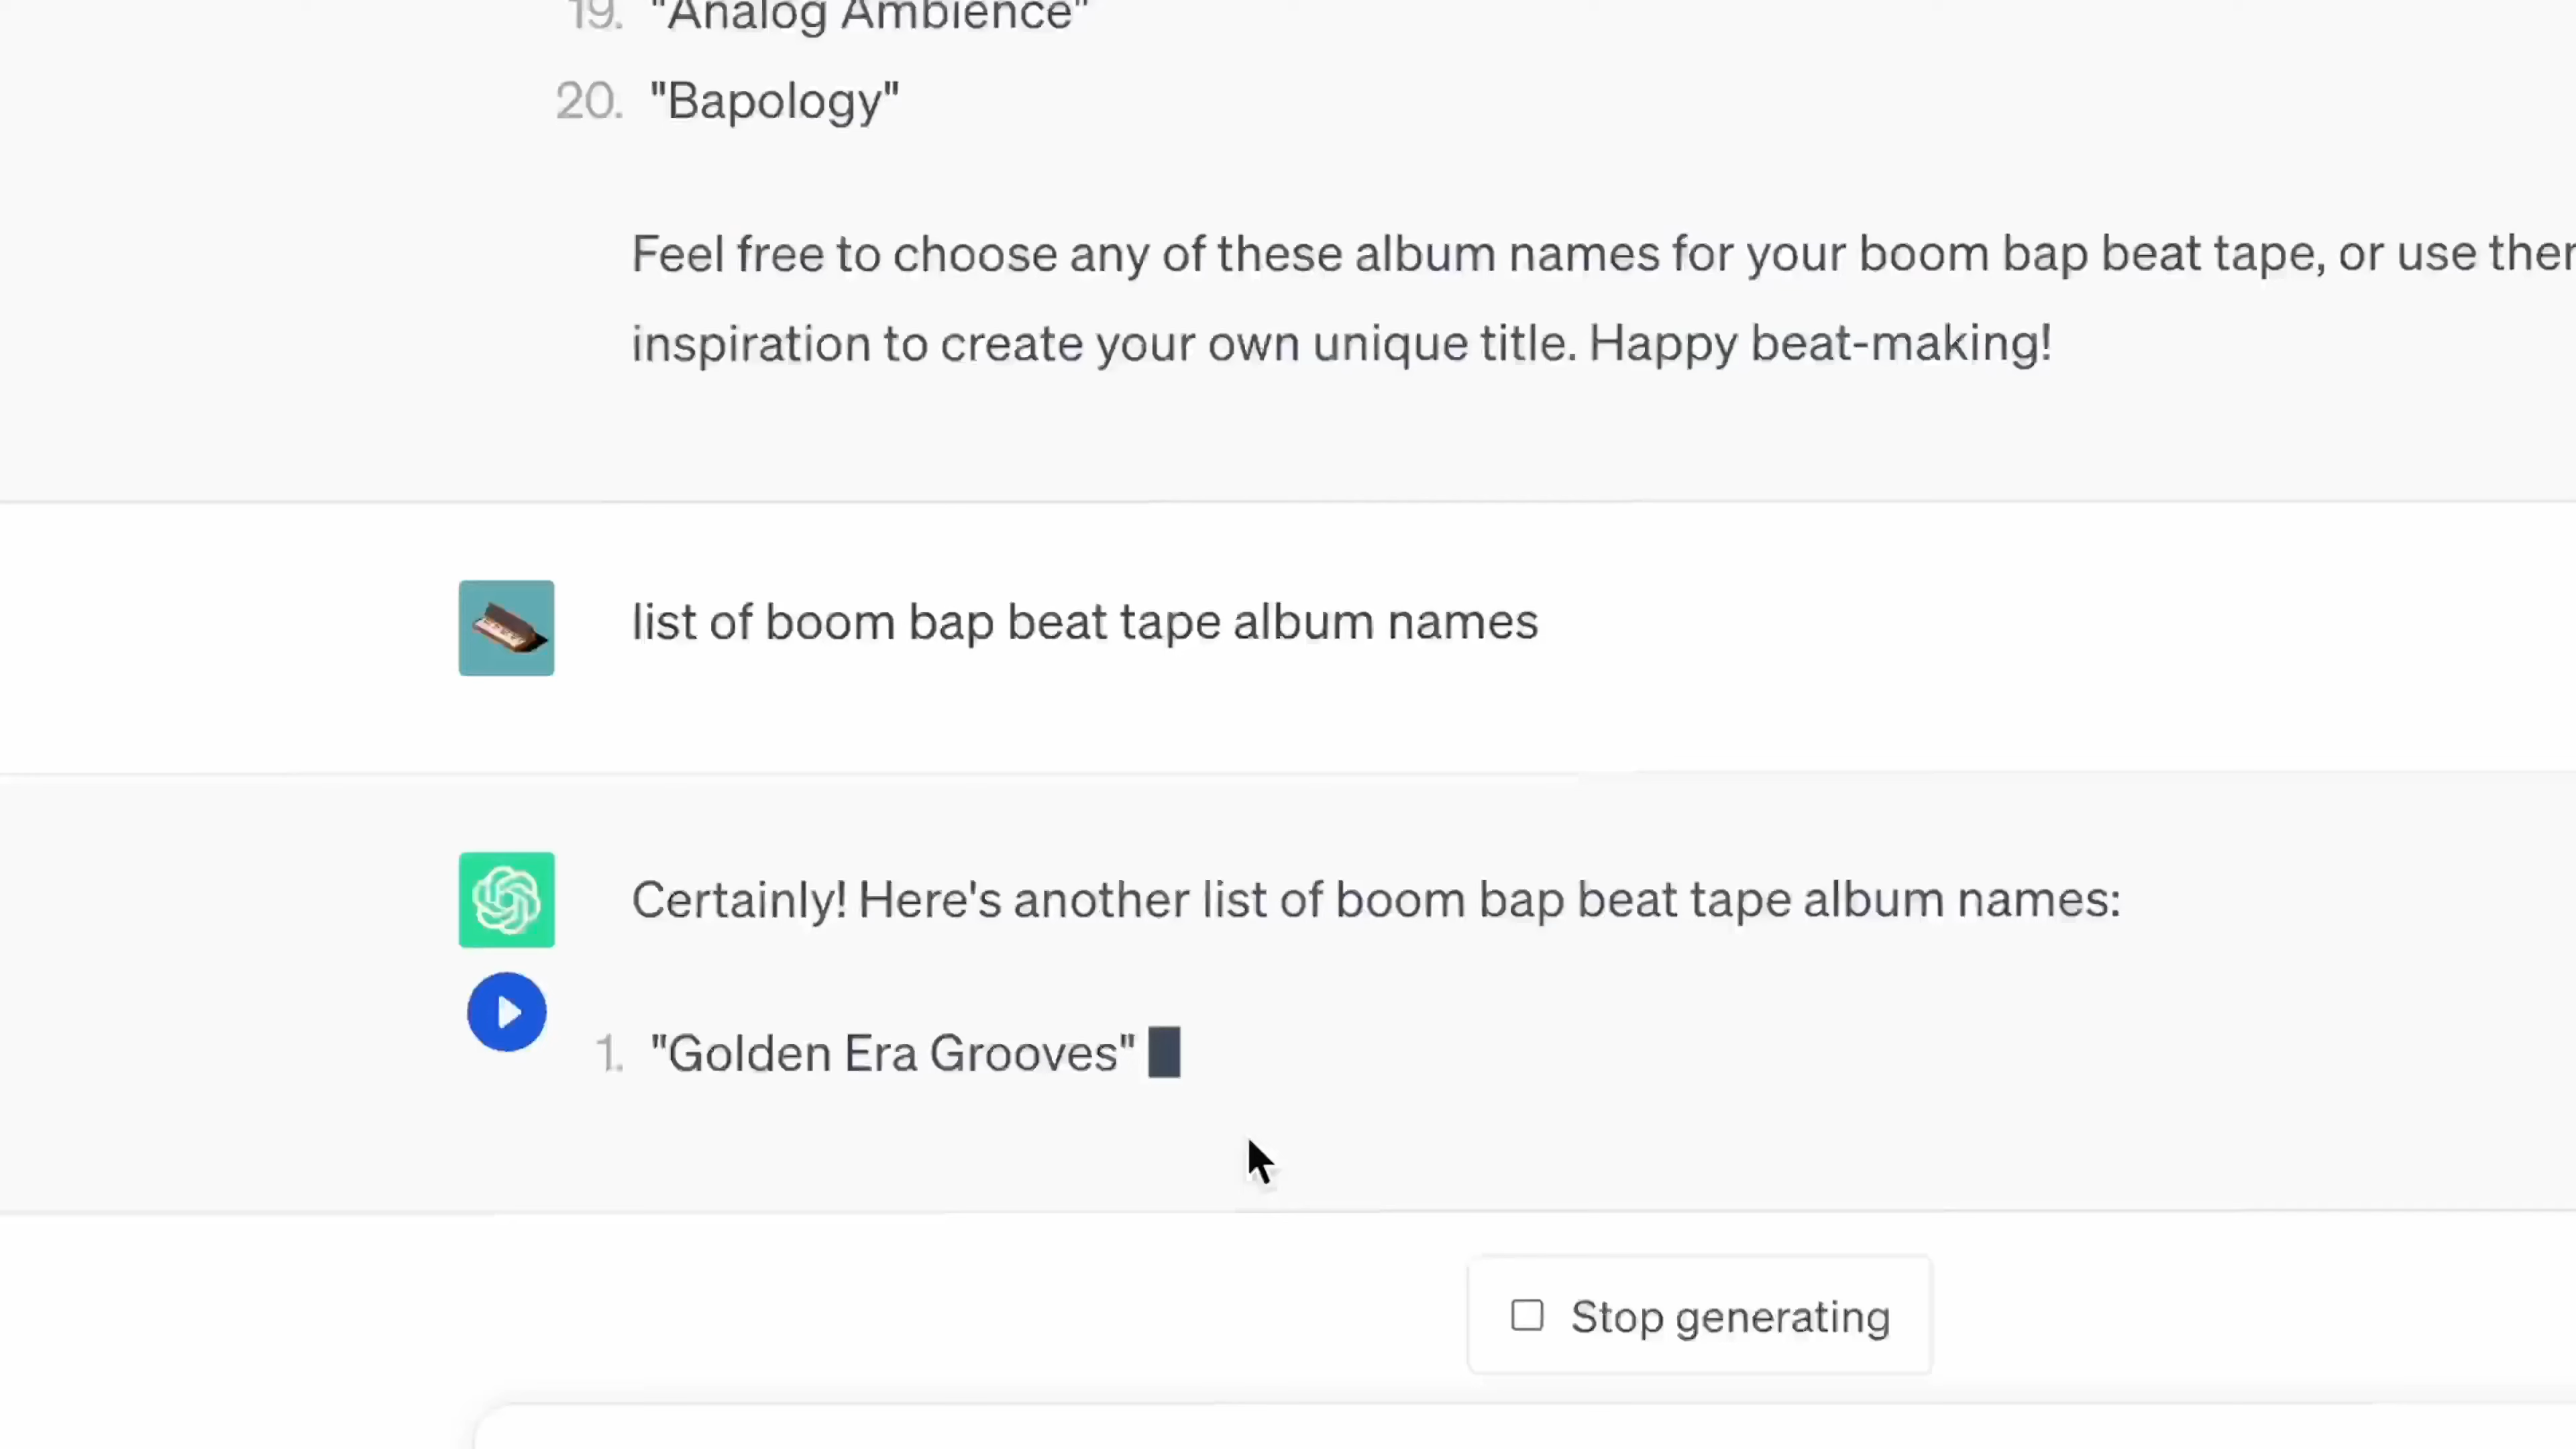 19. "Analog Ambience"
20. "Bapology"
Feel free to choose any of these album names for your boom bap beat tape, or use
inspiration to create your own unique title. Happy beat-making!
list of boom bap beat tape album names
Certainly! Here's another list of boom bap beat tape album names:
1. "Golden Era Grooves"
Stop generating